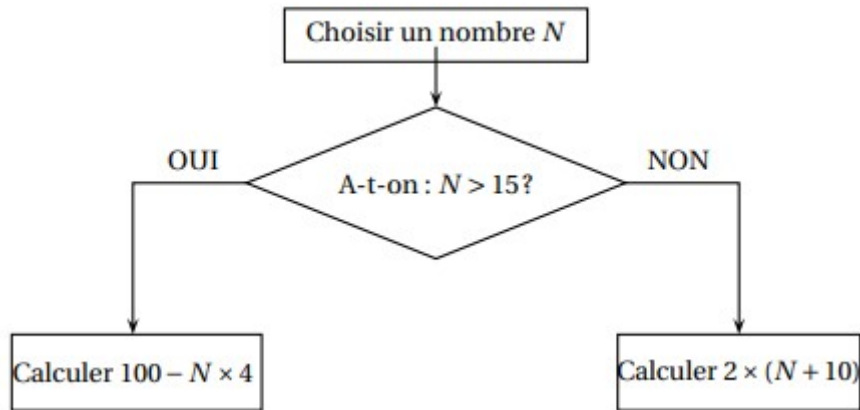 Choisir un nombre N
OUI
A-t-on : N > 15 ?
NON
Calculer 100 − N × 4
Calculer 2 × (N + 10)